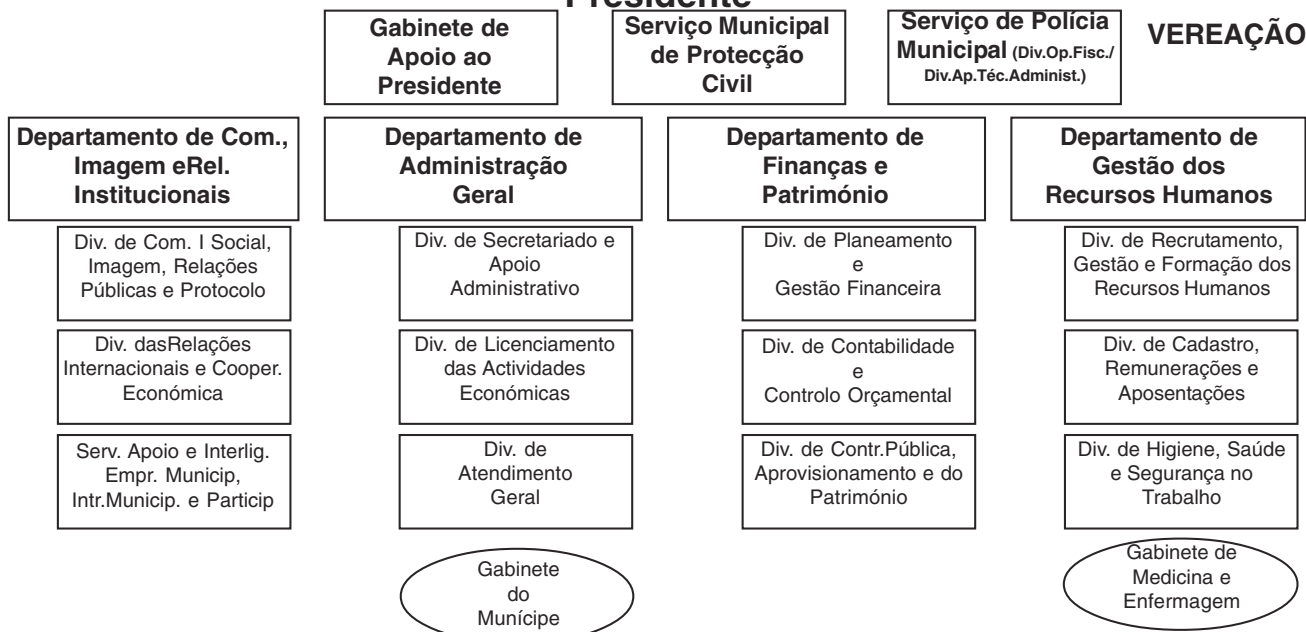 Presidente
Gabinete de
Apoio ao
Presidente
Serviço Municipal
de Protecção
Civil
Serviço de Polícia
Municipal (Div.Op.Fisc./
Div.Ap.Téc.Administ.)
VEREAÇÃO
Departamento de Com.,
Imagem eRel.
Institucionais
Departamento de
Administração
Geral
Departamento de
Finanças e
Património
Departamento de
Gestão dos
Recursos Humanos
Div. de Com. I Social,
Imagem, Relações
Públicas e Protocolo
Div. de Secretariado e
Apoio
Administrativo
Div. de Planeamento
e
Gestão Financeira
Div. de Recrutamento,
Gestão e Formação dos
Recursos Humanos
Div. dasRelações
Internacionais e Cooper.
Económica
Div. de Licenciamento
das Actividades
Económicas
Div. de Contabilidade
e
Controlo Orçamental
Div. de Cadastro,
Remunerações e
Aposentações
Serv. Apoio e Interlig.
Empr. Municip,
Intr.Municip. e Particip
Div. de
Atendimento
Geral
Div. de Contr.Pública,
Aprovisionamento e do
Património
Div. de Higiene, Saúde
e Segurança no
Trabalho
Gabinete
do
Munícipe
Gabinete de
Medicina e
Enfermagem